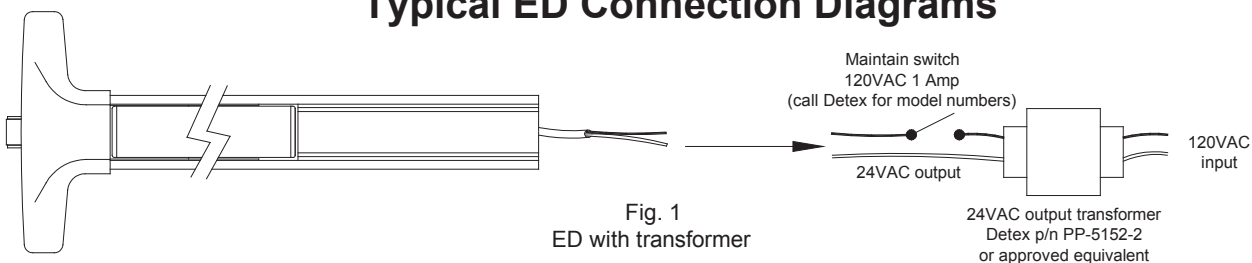 Typical ED Connection Diagrams
Maintain switch
120VAC 1 Amp
(call Detex for model numbers)
120VAC
input
24VAC output
Fig. 1
ED with transformer
24VAC output transformer
Detex p/n PP-5152-2
or approved equivalent